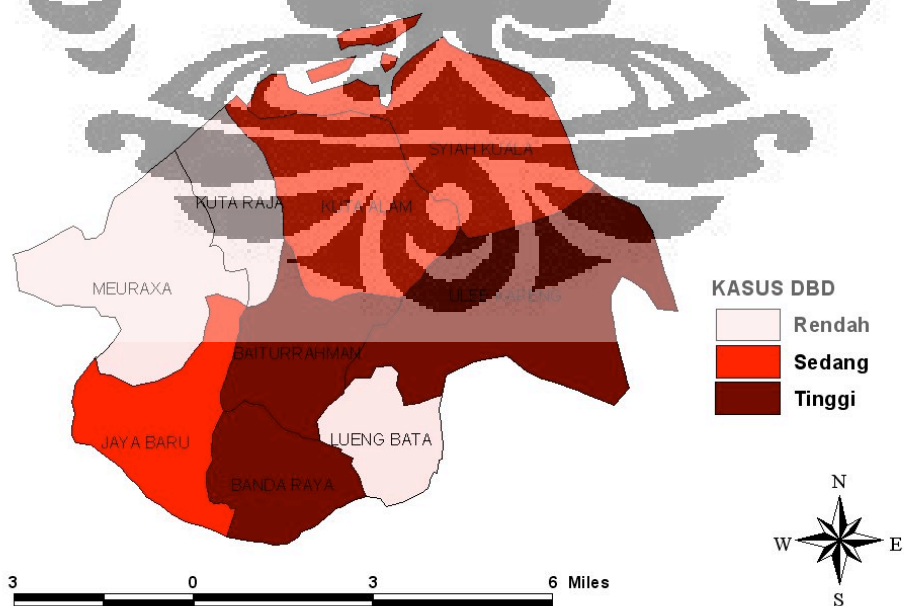 SYIAH KUALA
KUTA RAJA
KUTA ALAM
MEURAXA
ULEE KARENG
KASUS DBD
Rendah
Sedang
Tinggi
BAITURRAHMAN
JAYA BARU
LUENG BATA
BANDA RAYA
N
W E
S
3 0 3 6 Miles